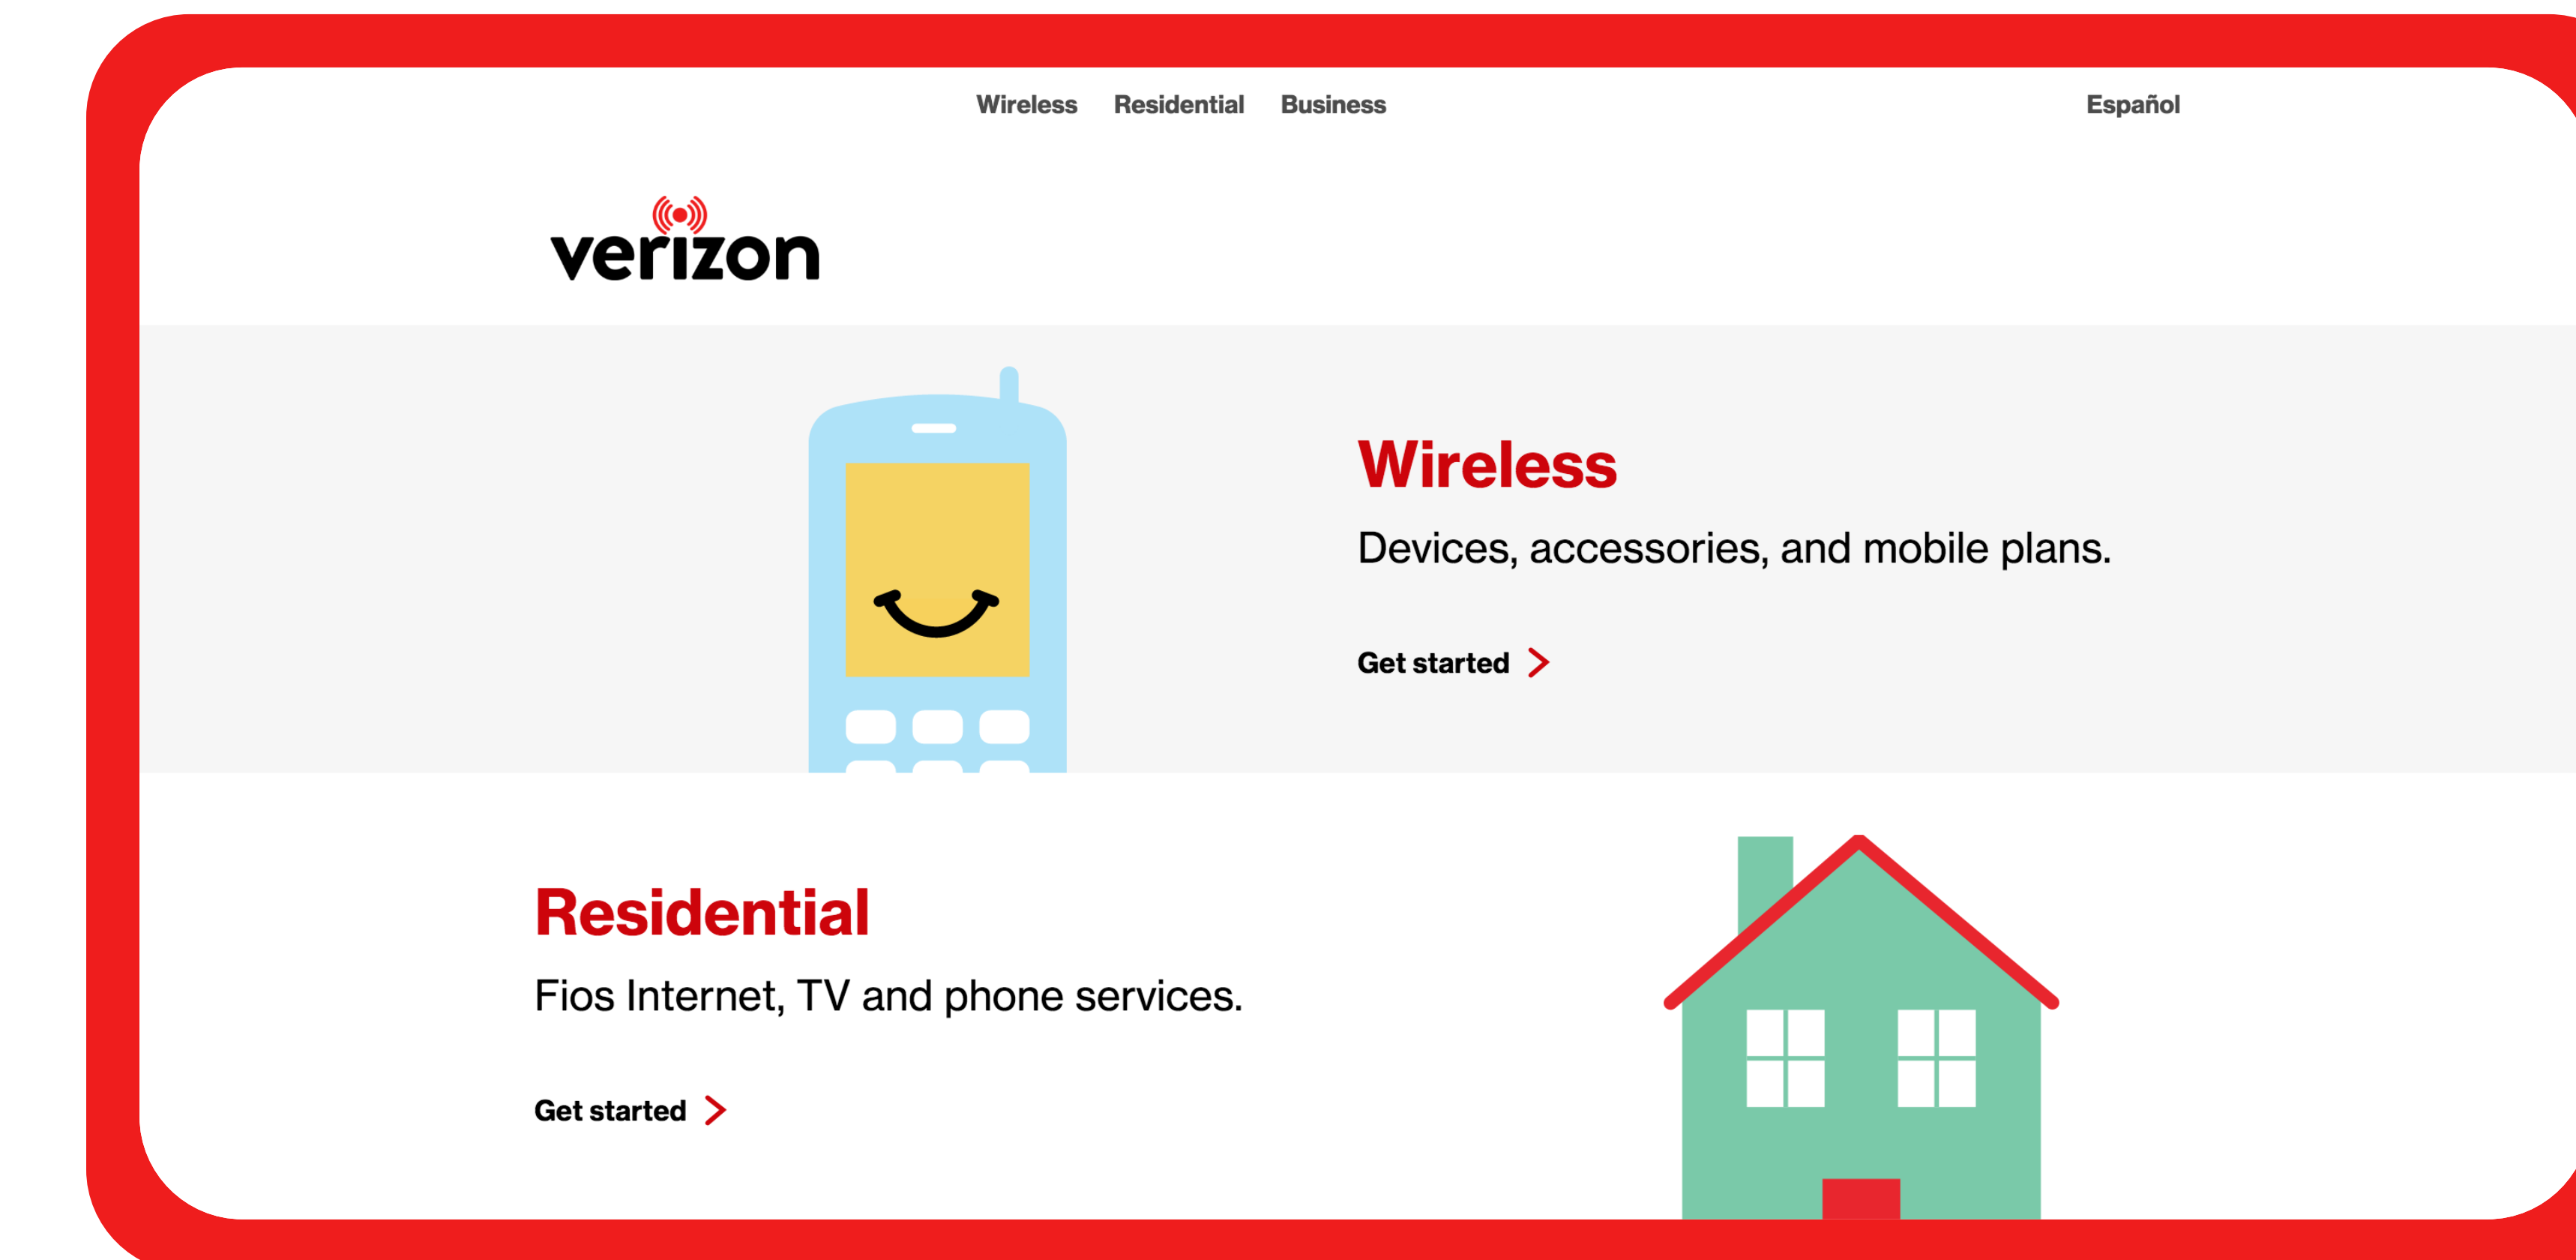 Wireless Residential Business Español
verizon
Wireless
Devices, accessories, and mobile plans.
Get started
Residential
Fios Internet, TV and phone services.
Get started